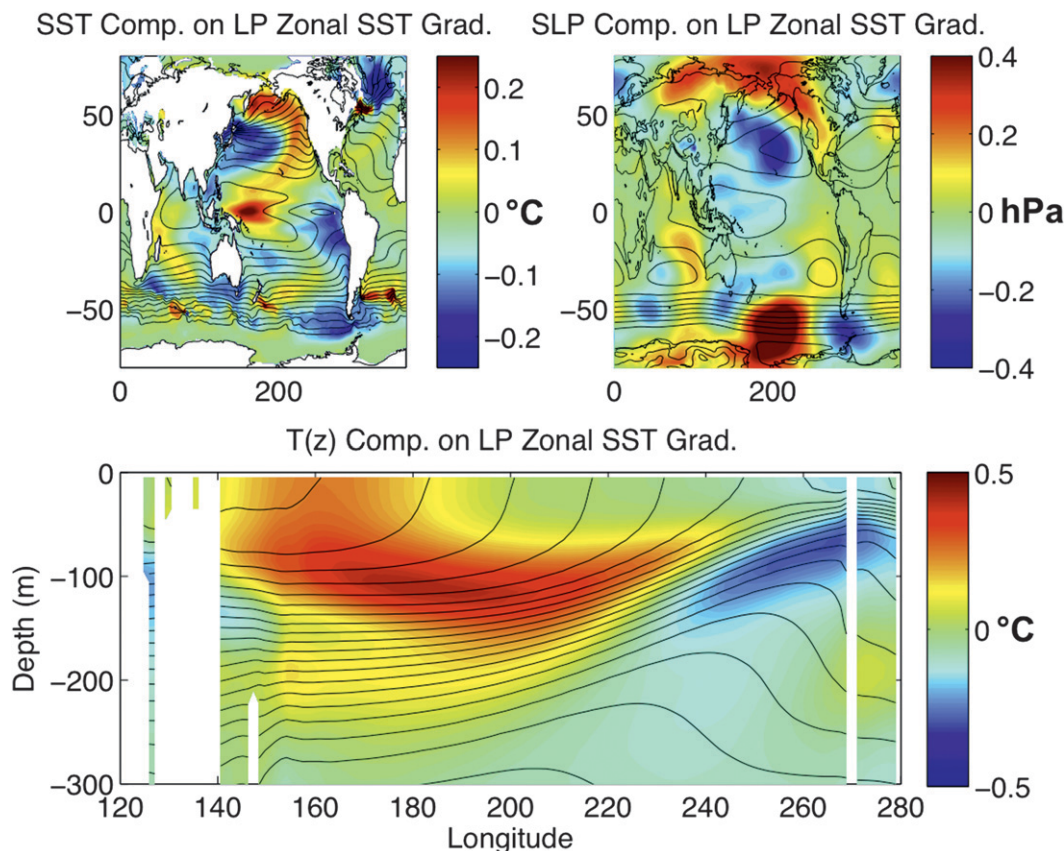 SST Comp. on LP Zonal SST Grad.
SLP Comp. on LP Zonal SST Grad.
50
0
−50
0
200
0.2
0.1
0 °C
−0.1
−0.2
50
0
−50
0
200
0.4
0.2
0 hPa
−0.2
−0.4
T(z) Comp. on LP Zonal SST Grad.
Depth (m)
0
−100
−200
−300
120 140 160 180 200 220 240 260 280
Longitude
0.5
0 °C
−0.5